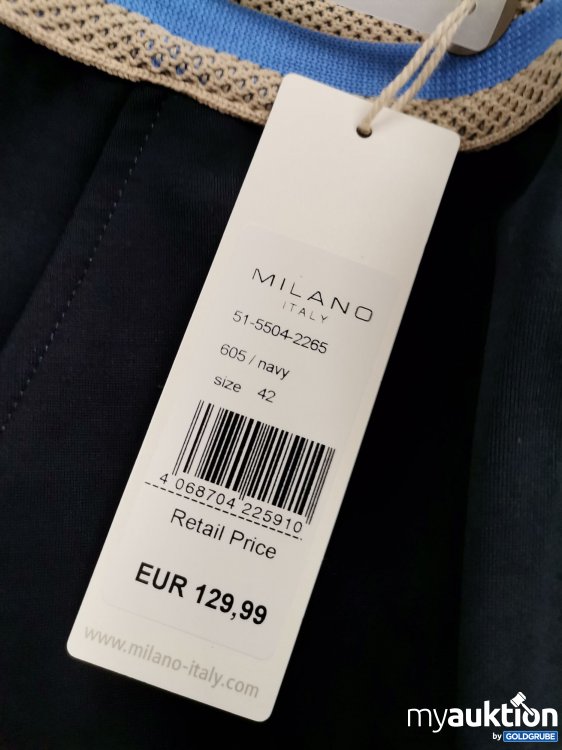 MILANO
ITALY
51-5504-2265
605 / navy
size 42
4 068704 225910
Retail Price
EUR 129,99
www.milano-italy.com
myauktion
by GOLDGRUBE